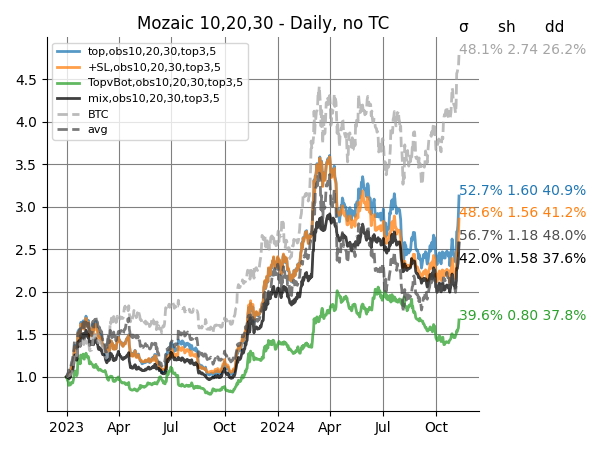 Mozaic 10,20,30 - Daily, no TC
σ sh dd
top,obs10,20,30,top3,5
+SL,obs10,20,30,top3,5
TopvBot,obs10,20,30,top3,5
mix,obs10,20,30,top3,5
BTC
avg
48.1% 2.74 26.2%
52.7% 1.60 40.9%
48.6% 1.56 41.2%
56.7% 1.18 48.0%
42.0% 1.58 37.6%
39.6% 0.80 37.8%
4.5
4.0
3.5
3.0
2.5
2.0
1.5
1.0
2023 Apr Jul Oct 2024 Apr Jul Oct